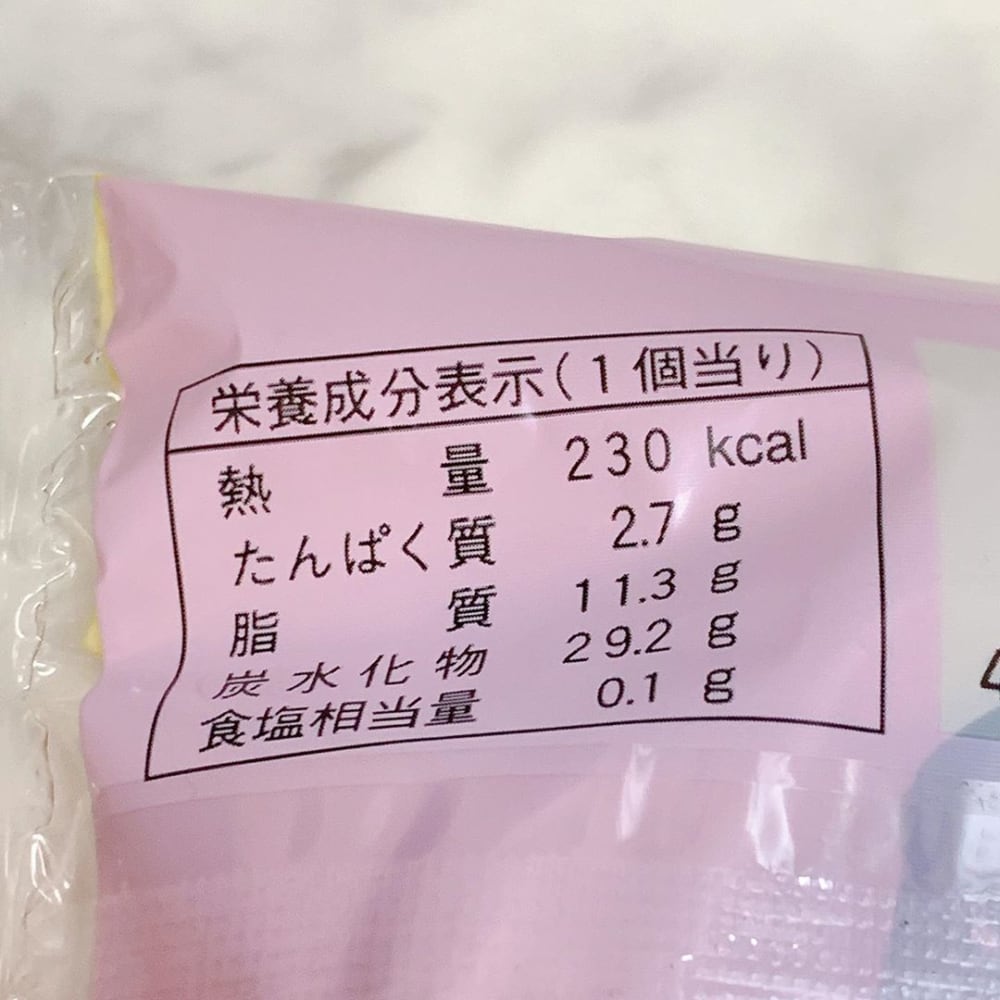 栄養成分表示(1個当り)
熱量 230 kcal
たんぱく質 2.7 g
脂質 11.3 g
炭水化物 29.2 g
食塩相当量 0.1 g